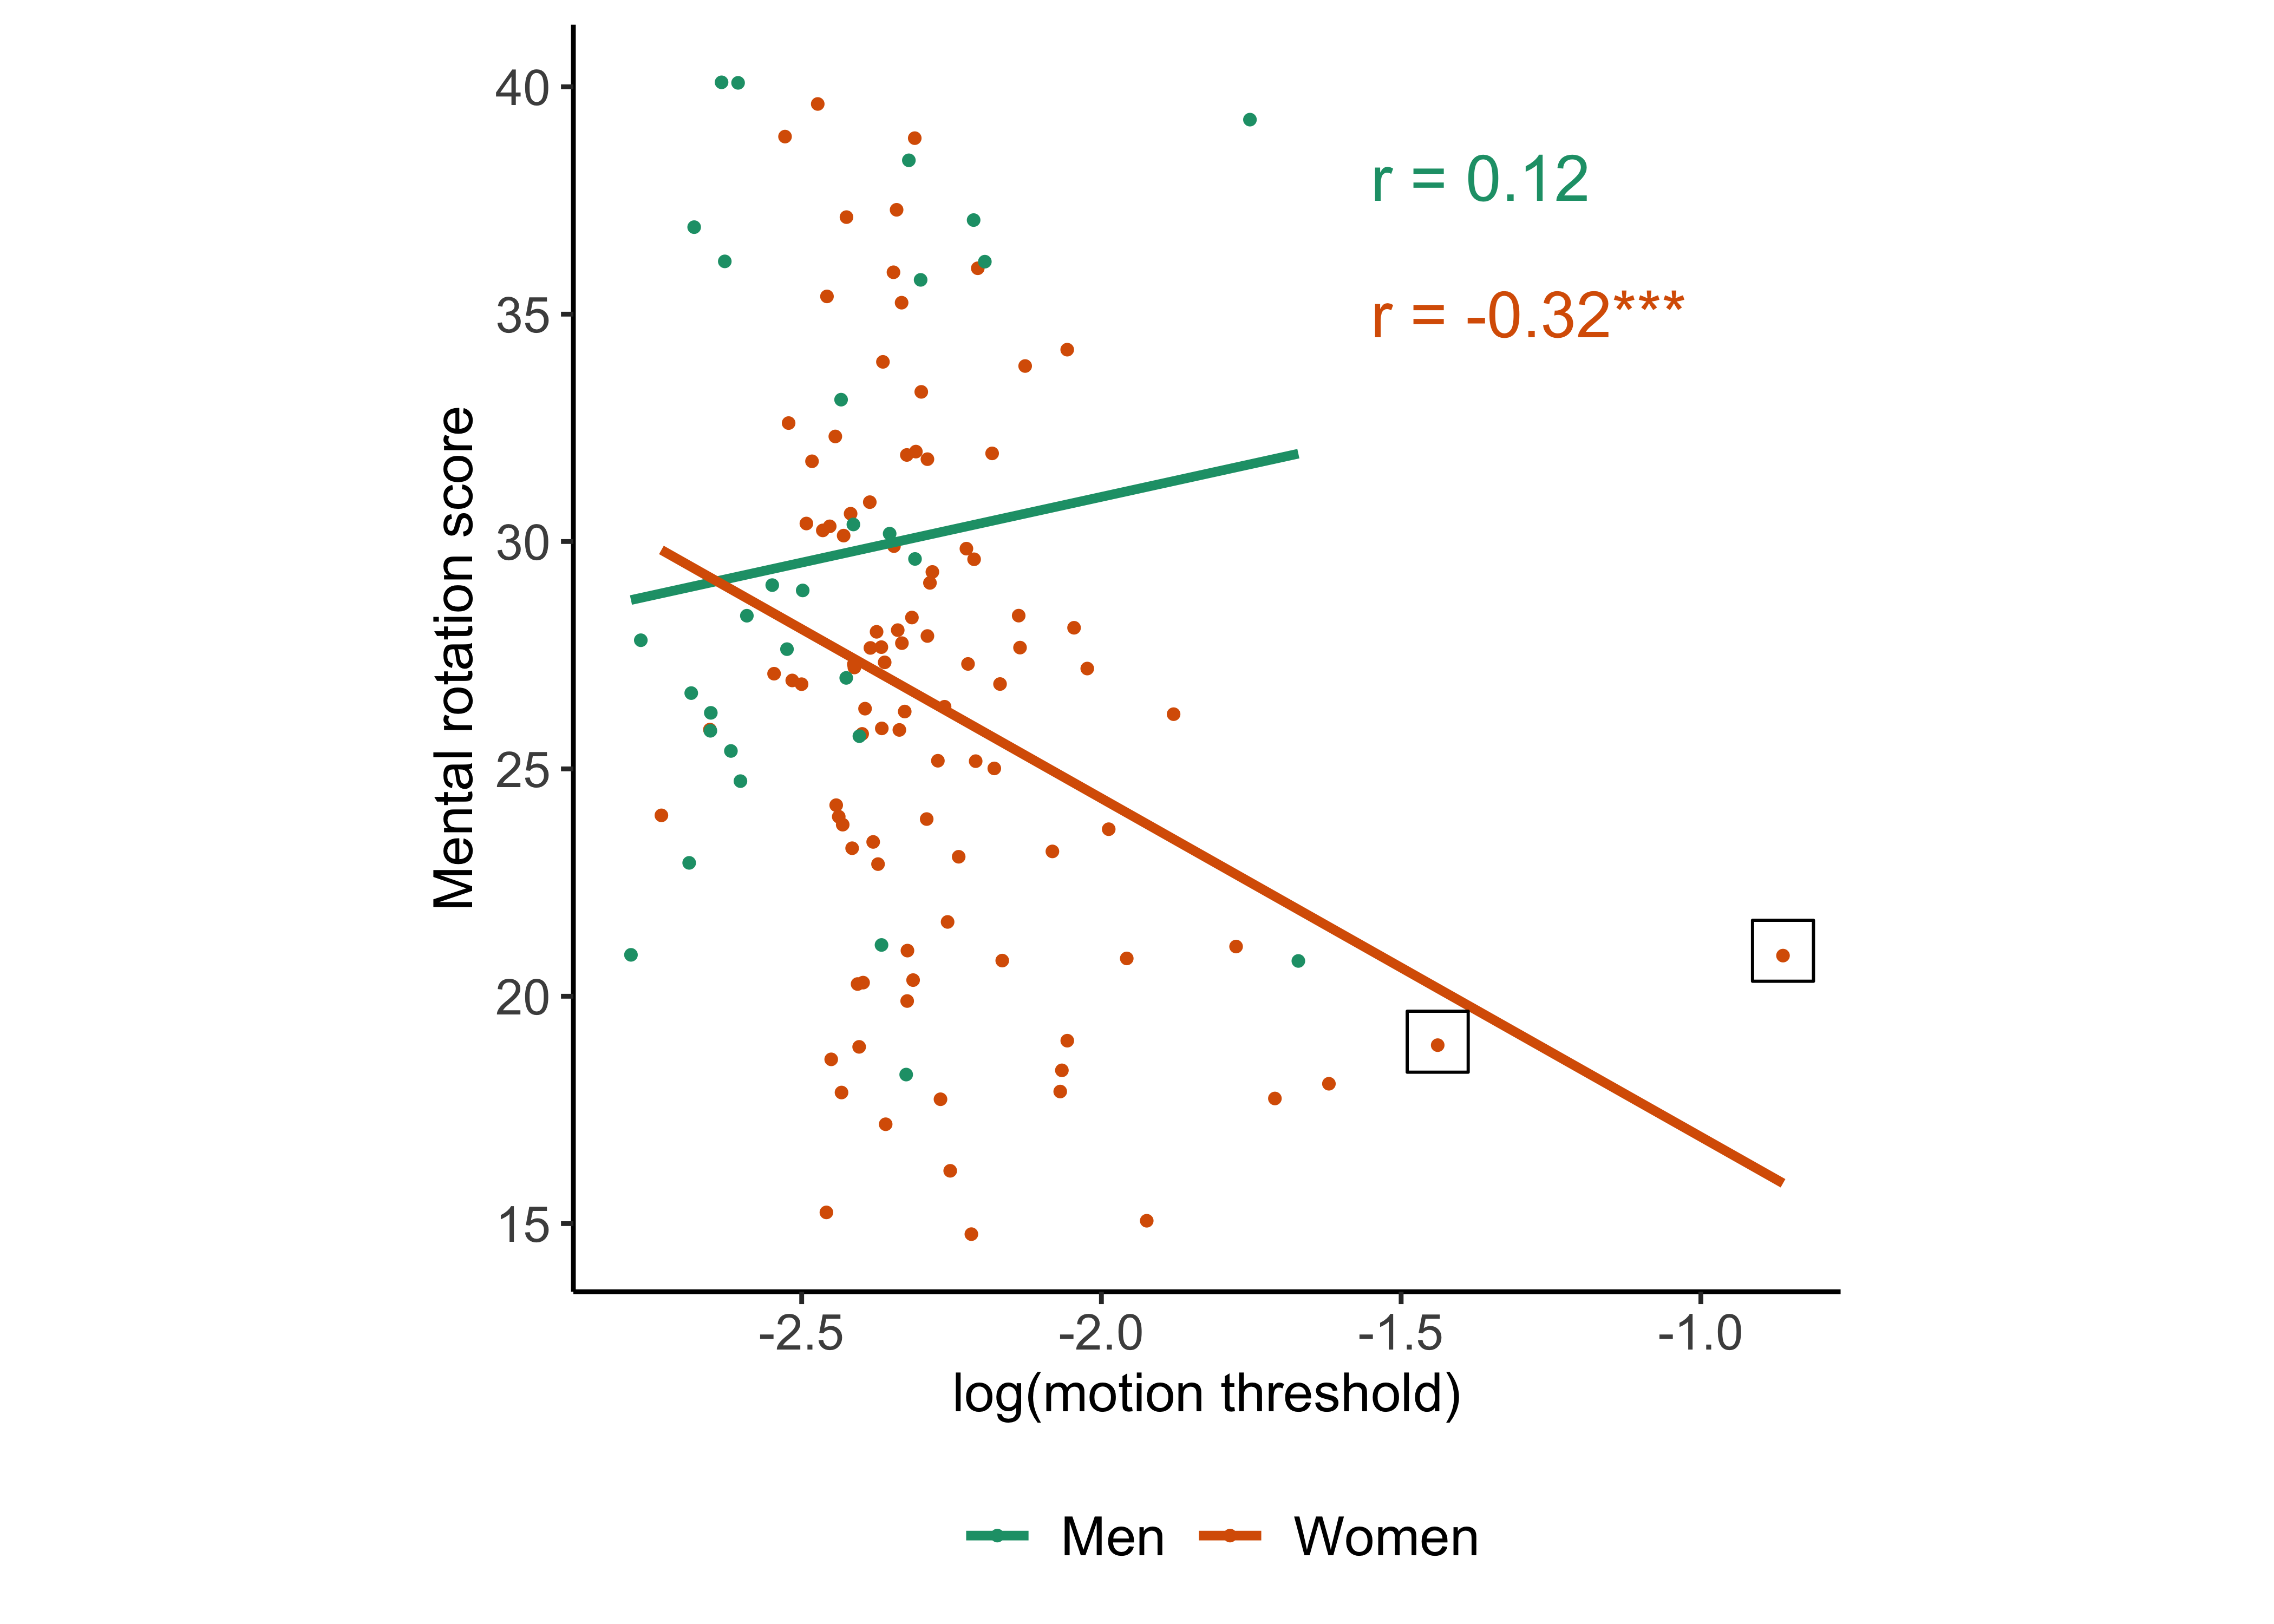 40
35
30
25
20
15
Mental rotation score
r = 0.12
r = -0.32***
-2.5 -2.0 -1.5 -1.0
log(motion threshold)
Men Women